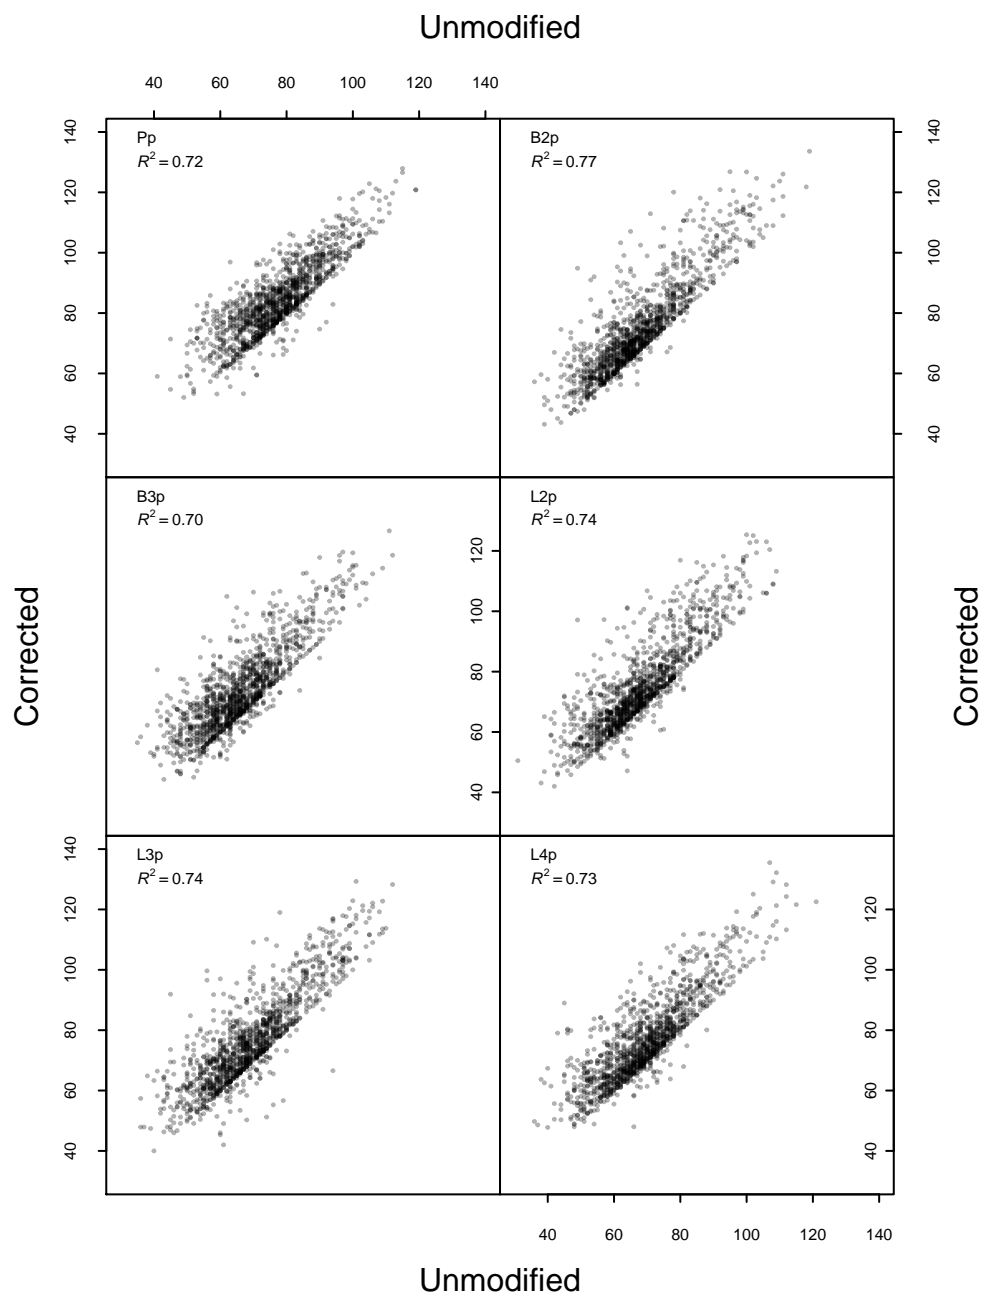 Unmodified
40 60 80 100 120 140
Pp
R² = 0.72
B2p
R² = 0.77
140
120
100
80
60
40
140
120
100
80
60
40
B3p
R² = 0.70
L2p
R² = 0.74
120
100
80
60
40
Corrected
Corrected
L3p
R² = 0.74
L4p
R² = 0.73
140
120
100
80
60
40
120
100
80
60
40
40 60 80 100 120 140
Unmodified